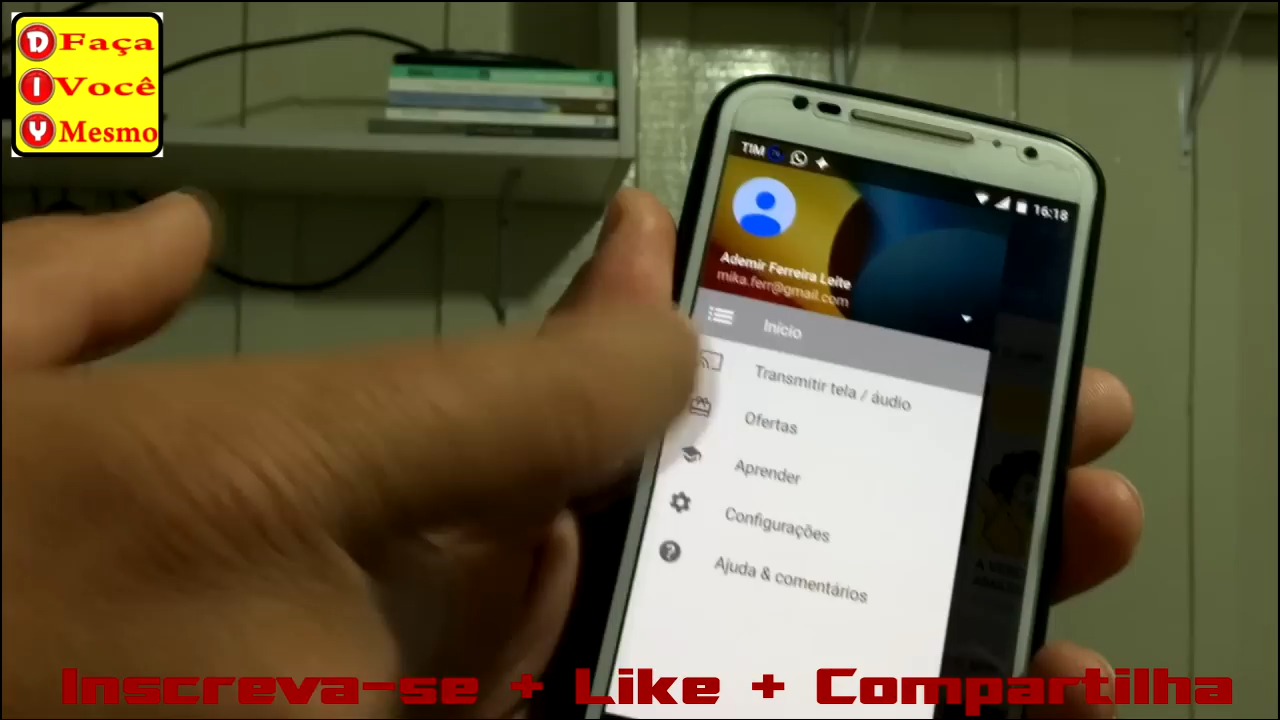 D Faça
I Você
Y Mesmo
TIM
16:18
Ademir Ferreira Leite
mika.ferr@gmail.com
Início
Transmitir tela / áudio
Ofertas
Aprender
Configurações
Ajuda & comentários
Inscreva-se + Like + Compartilha